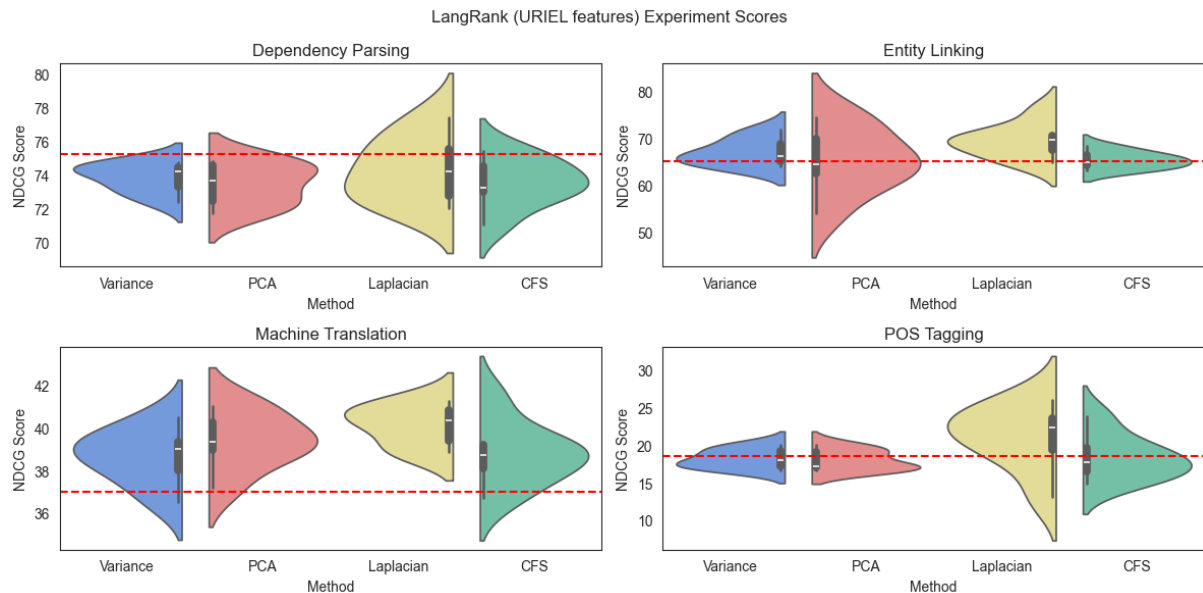 LangRank (URIEL features) Experiment Scores
Dependency Parsing
80
78
76
74
72
70
NDCG Score
Variance PCA Laplacian CFS
Method
Entity Linking
80
70
60
50
NDCG Score
Variance PCA Laplacian CFS
Method
Machine Translation
42
40
38
36
NDCG Score
Variance PCA Laplacian CFS
Method
POS Tagging
30
25
20
15
10
NDCG Score
Variance PCA Laplacian CFS
Method